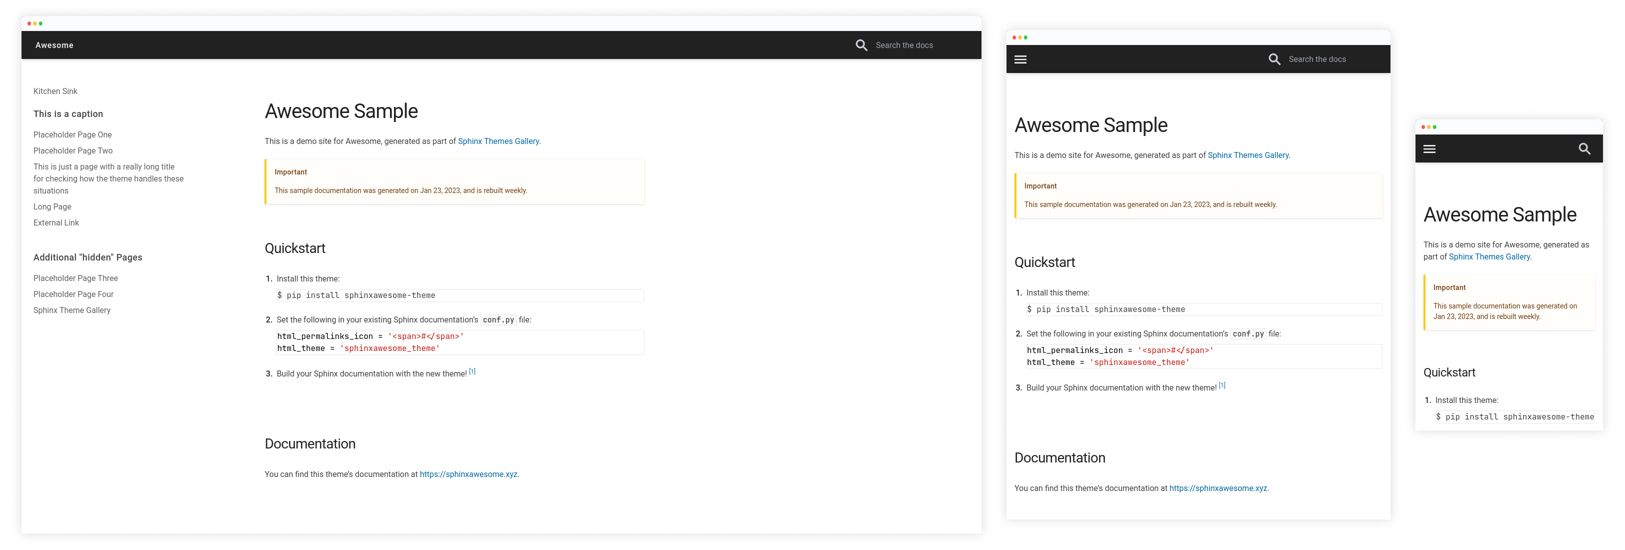 Awesome
Search the docs
Kitchen Sink
This is a caption
Placeholder Page One
Placeholder Page Two
This is just a page with a really long title
for checking how the theme handles these
situations
Long Page
External Link
Additional "hidden" Pages
Placeholder Page Three
Placeholder Page Four
Sphinx Theme Gallery
Awesome Sample
This is a demo site for Awesome, generated as part of Sphinx Themes Gallery.
Important
This sample documentation was generated on Jan 23, 2023, and is rebuilt weekly.
Quickstart
1. Install this theme:
$ pip install sphinxawesome-theme
2. Set the following in your existing Sphinx documentation's conf.py file:
html_permalinks_icon = '<span>#</span>'
html_theme = 'sphinxawesome_theme'
3. Build your Sphinx documentation with the new theme! [1]
Documentation
You can find this theme's documentation at https://sphinxawesome.xyz.
Search the docs
Awesome Sample
This is a demo site for Awesome, generated as part of Sphinx Themes Gallery.
Important
This sample documentation was generated on Jan 23, 2023, and is rebuilt weekly.
Quickstart
1. Install this theme:
$ pip install sphinxawesome-theme
2. Set the following in your existing Sphinx documentation's conf.py file:
html_permalinks_icon = '<span>#</span>'
html_theme = 'sphinxawesome_theme'
3. Build your Sphinx documentation with the new theme! [1]
Documentation
You can find this theme's documentation at https://sphinxawesome.xyz.
Awesome Sample
This is a demo site for Awesome, generated as
part of Sphinx Themes Gallery.
Important
This sample documentation was generated on
Jan 23, 2023, and is rebuilt weekly.
Quickstart
1. Install this theme:
$ pip install sphinxawesome-theme